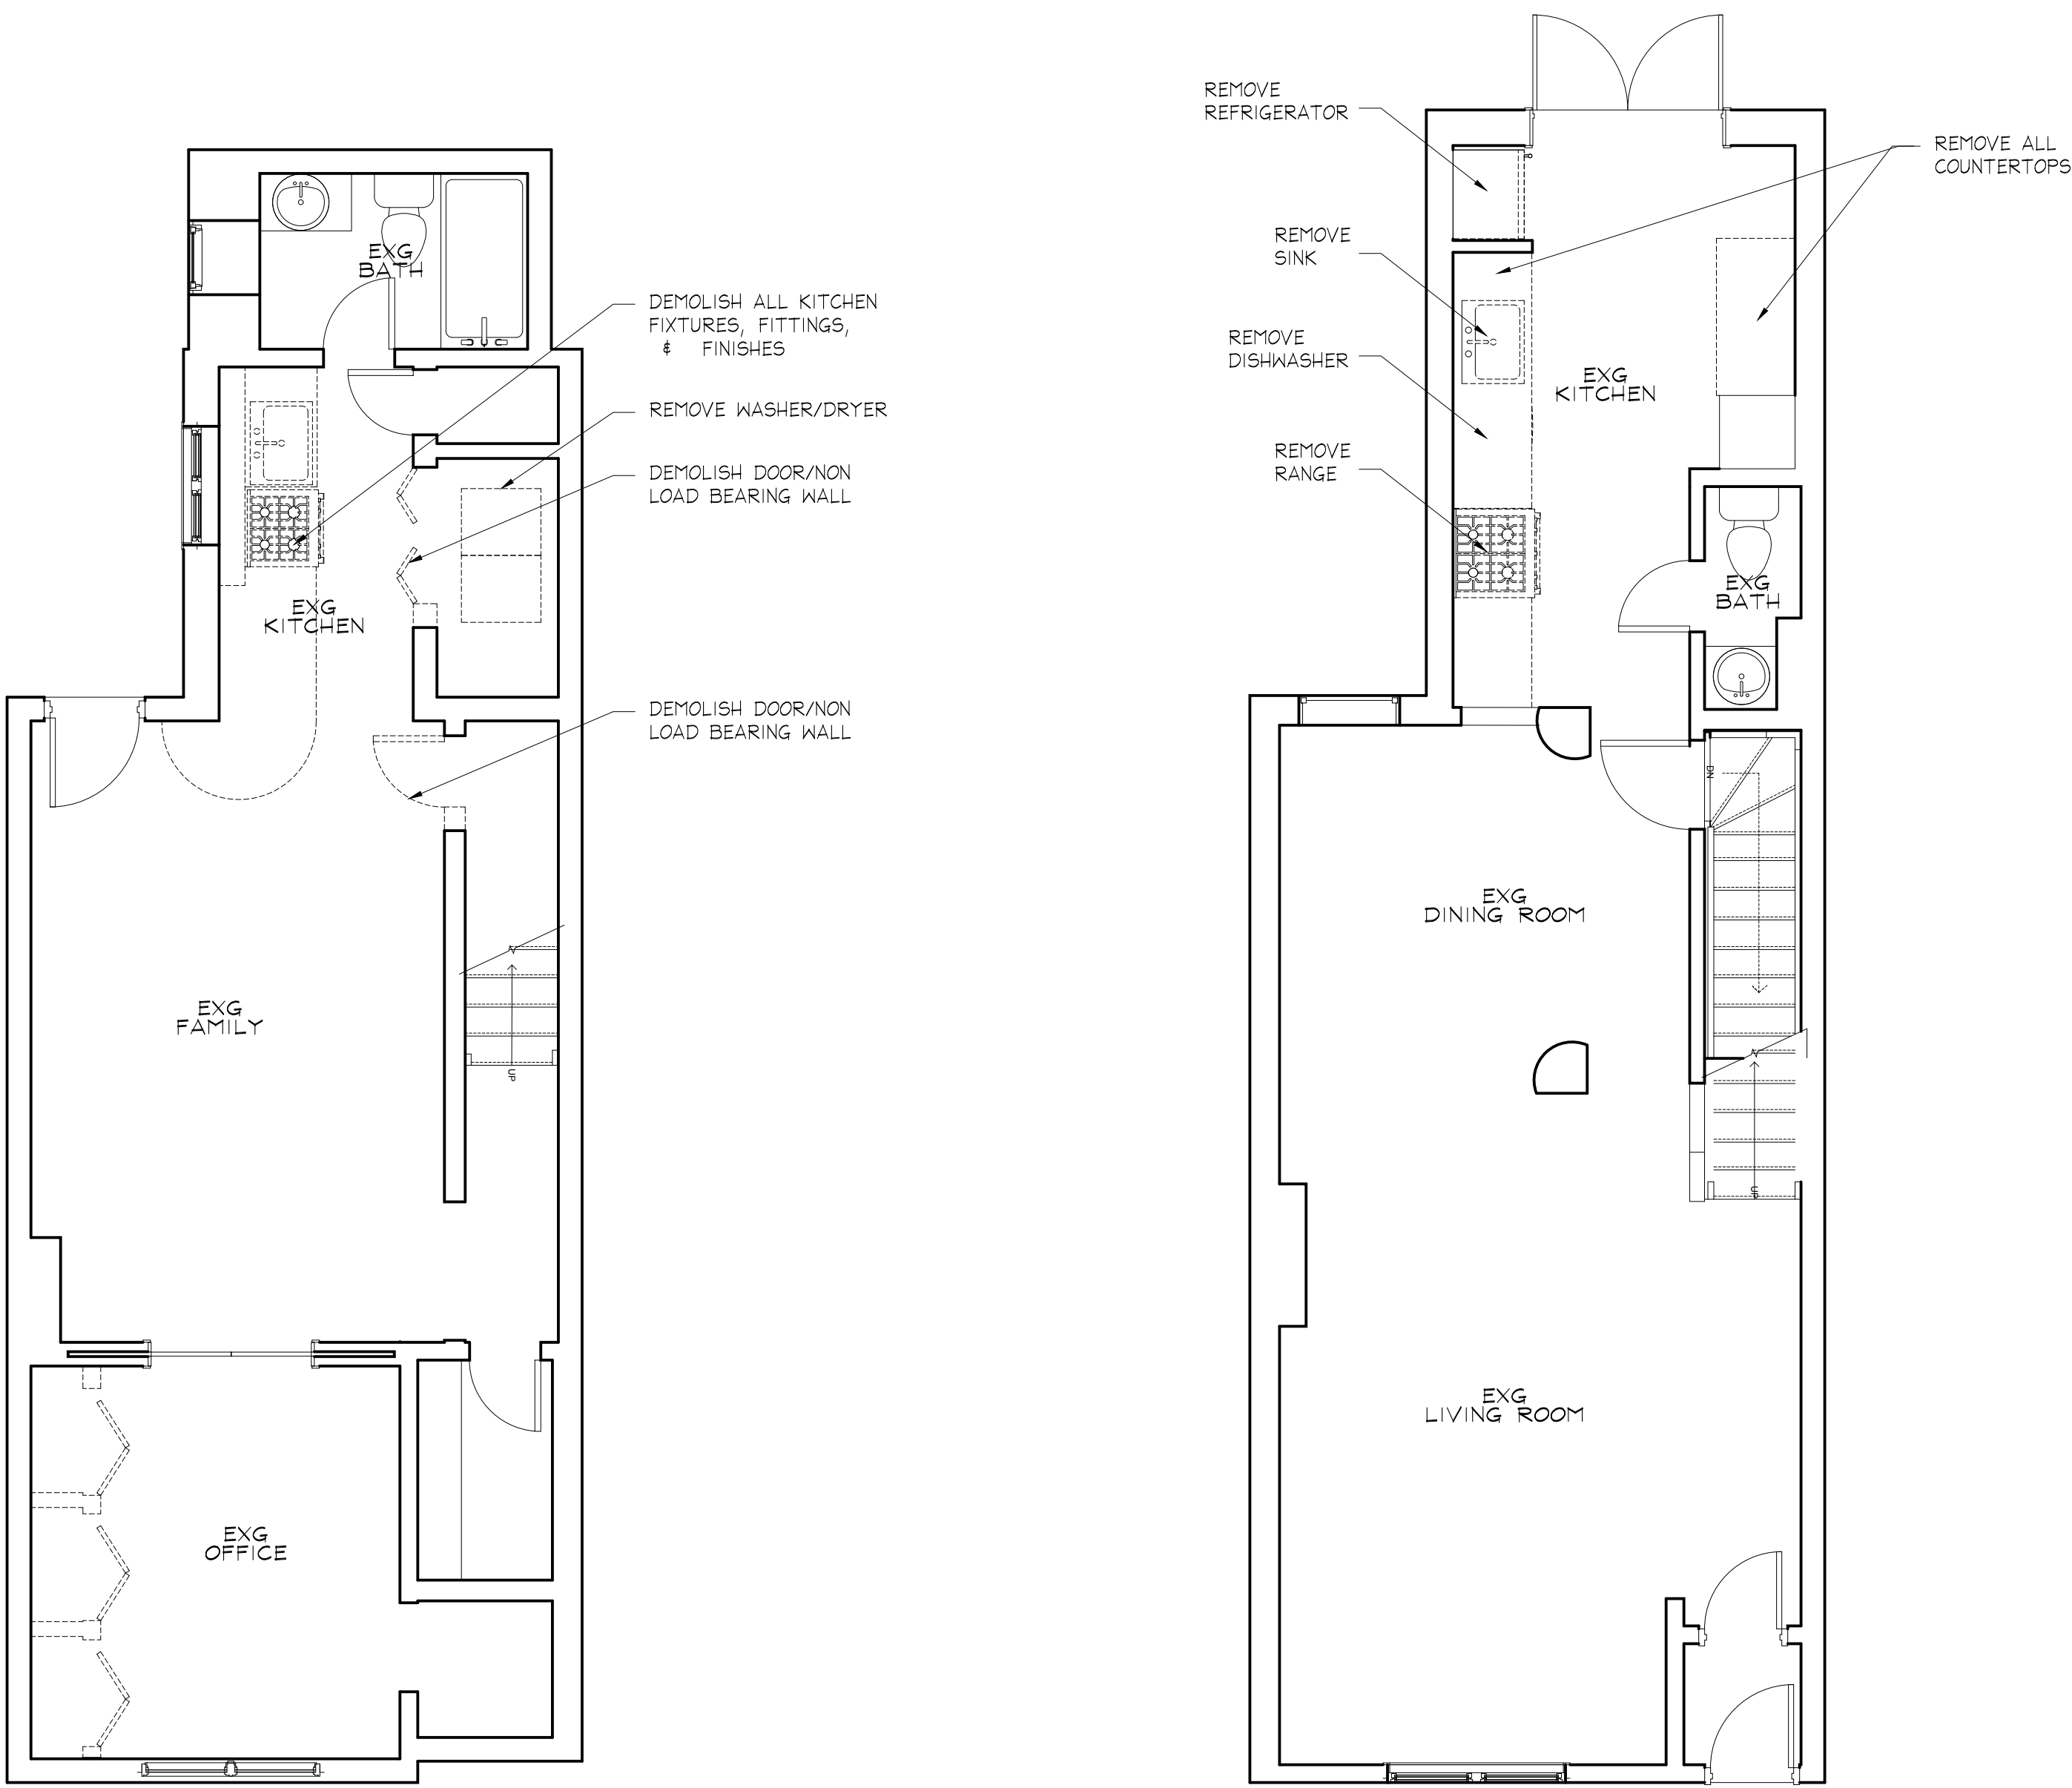 EXG
BATH
DEMOLISH ALL KITCHEN
FIXTURES, FITTINGS,
& FINISHES
REMOVE WASHER/DRYER
DEMOLISH DOOR/NON
LOAD BEARING WALL
EXG
KITCHEN
DEMOLISH DOOR/NON
LOAD BEARING WALL
EXG
FAMILY
UP
EXG
OFFICE
REMOVE
REFRIGERATOR
REMOVE ALL
COUNTERTOPS
REMOVE
SINK
REMOVE
DISHWASHER
EXG
KITCHEN
REMOVE
RANGE
EXG
BATH
DN
EXG
DINING ROOM
UP
EXG
LIVING ROOM